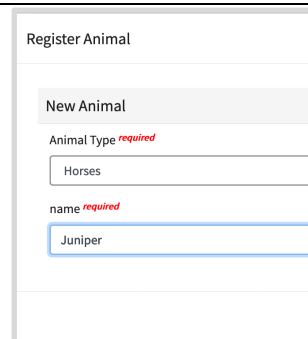 Register Animal
New Animal
Animal Type required
Horses
name required
Juniper